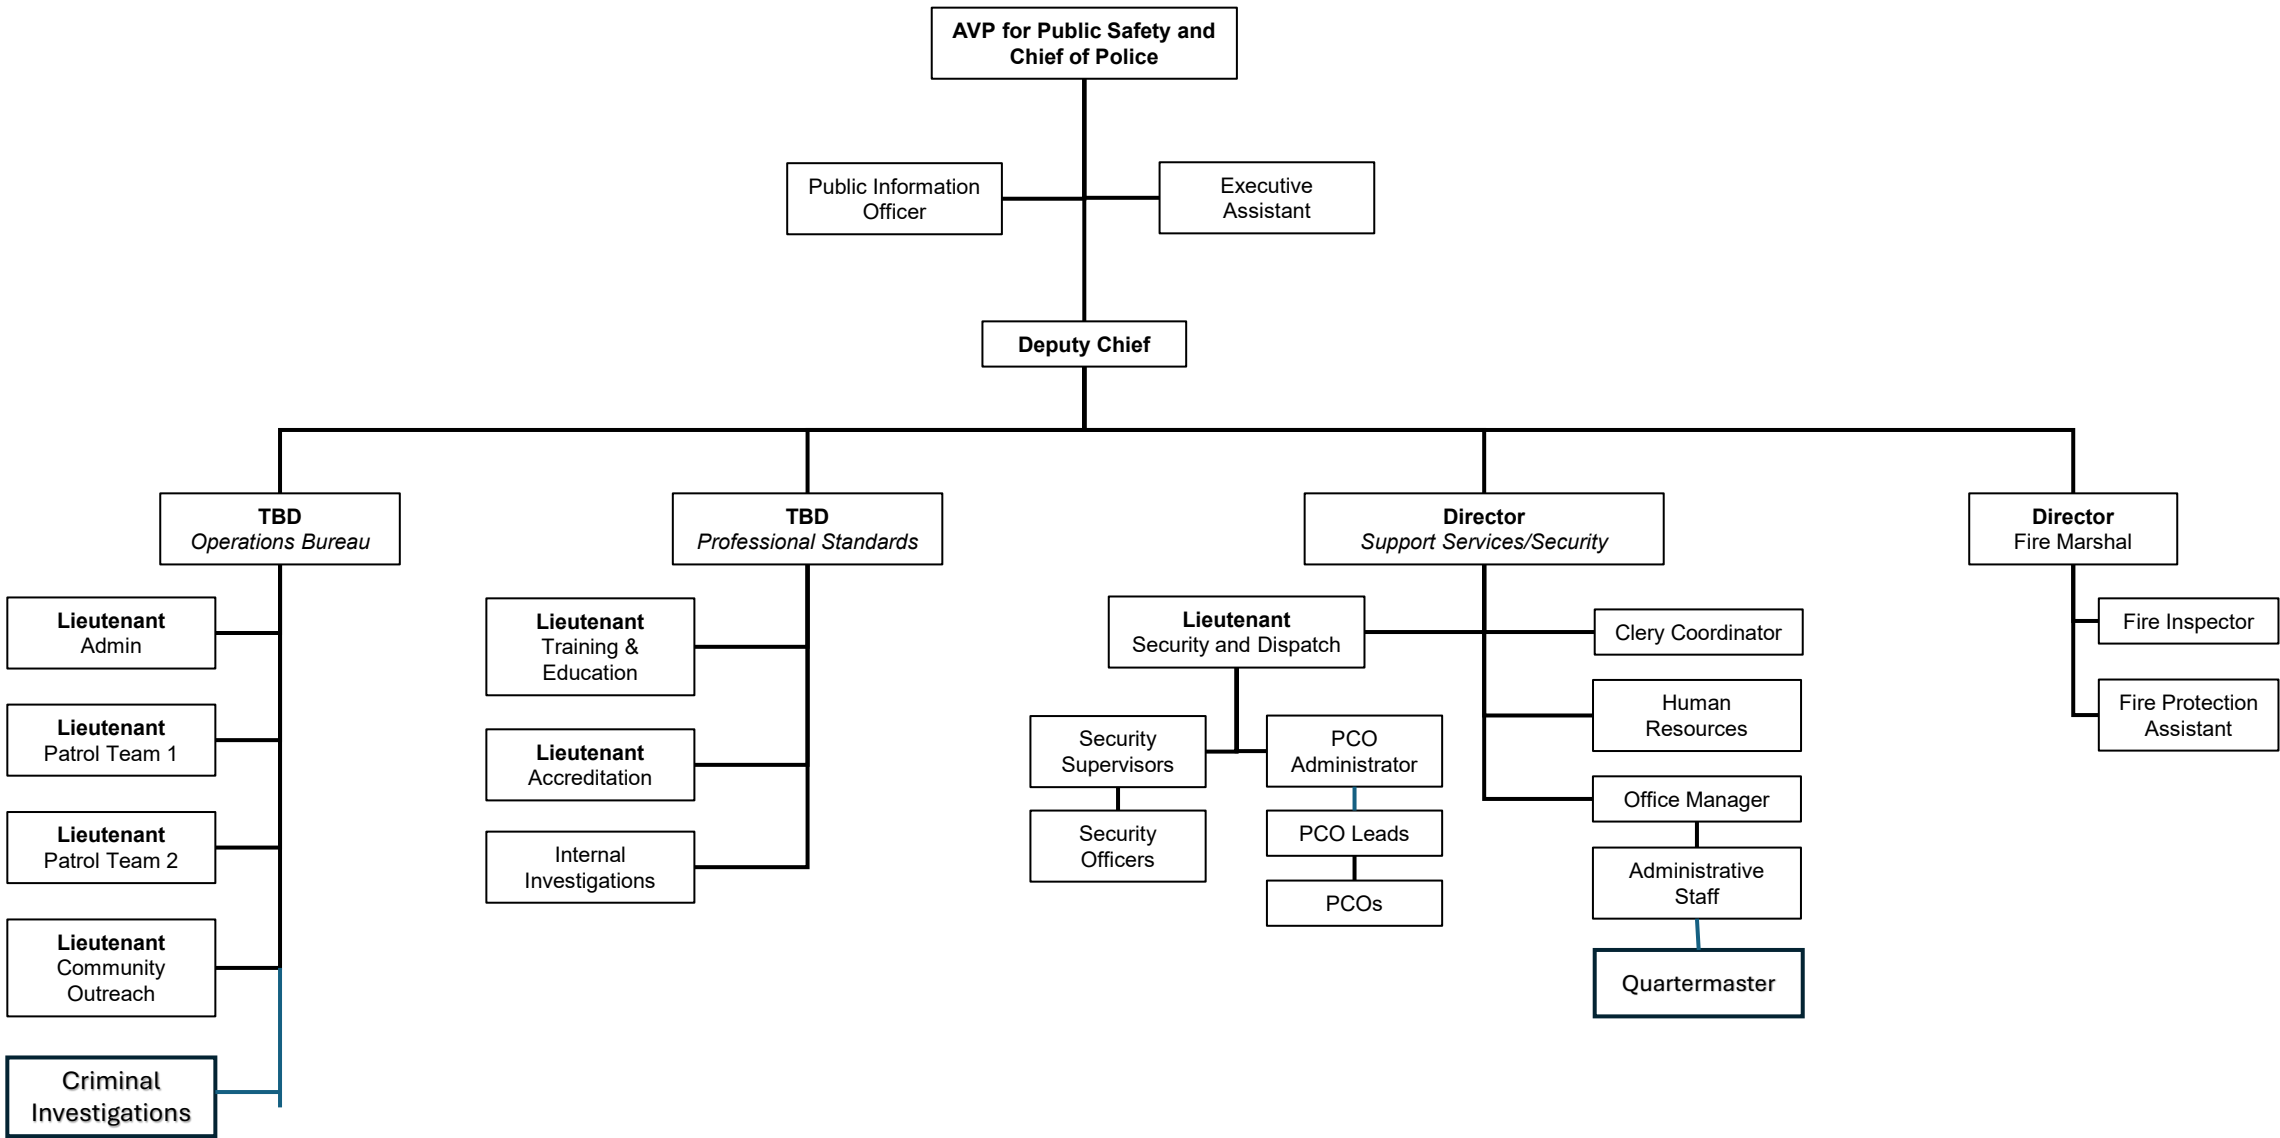 AVP for Public Safety and
Chief of Police
Public Information
Officer
Executive
Assistant
Deputy Chief
TBD
Operations Bureau
TBD
Professional Standards
Director
Support Services/Security
Director
Fire Marshal
Lieutenant
Admin
Lieutenant
Patrol Team 1
Lieutenant
Patrol Team 2
Lieutenant
Community
Outreach
Criminal
Investigations
Lieutenant
Training &
Education
Lieutenant
Accreditation
Internal
Investigations
Lieutenant
Security and Dispatch
Security
Supervisors
Security
Officers
PCO
Administrator
PCO Leads
PCOs
Clery Coordinator
Human
Resources
Office Manager
Administrative
Staff
Quartermaster
Fire Inspector
Fire Protection
Assistant